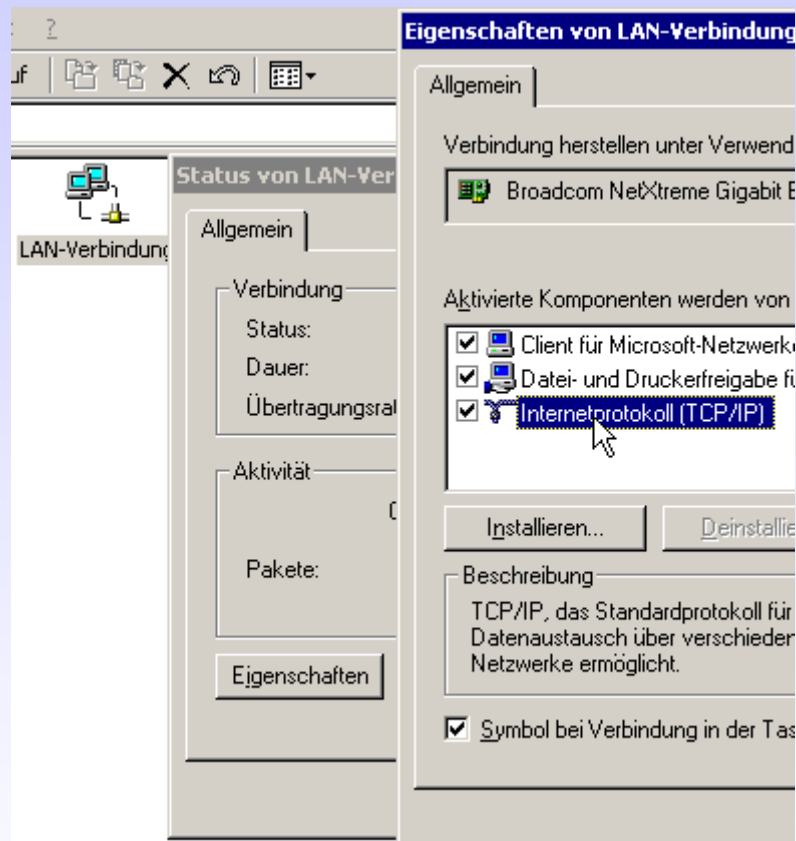 ?
uf
LAN-Verbindung
Status von LAN-Ver
Allgemein
Verbindung
Status:
Dauer:
Übertragungsrat
Aktivität
Pakete:
Eigenschaften
Eigenschaften von LAN-Verbindung
Allgemein
Verbindung herstellen unter Verwend
Broadcom NetXtreme Gigabit E
Aktivierte Komponenten werden von
Client für Microsoft-Netzwerke
Datei- und Druckerfreigabe fü
Internetprotokoll (TCP/IP)
Installieren...
Deinstallie
Beschreibung
TCP/IP, das Standardprotokoll für
Datenaustausch über verschieden
Netzwerke ermöglicht.
Symbol bei Verbindung in der Tas